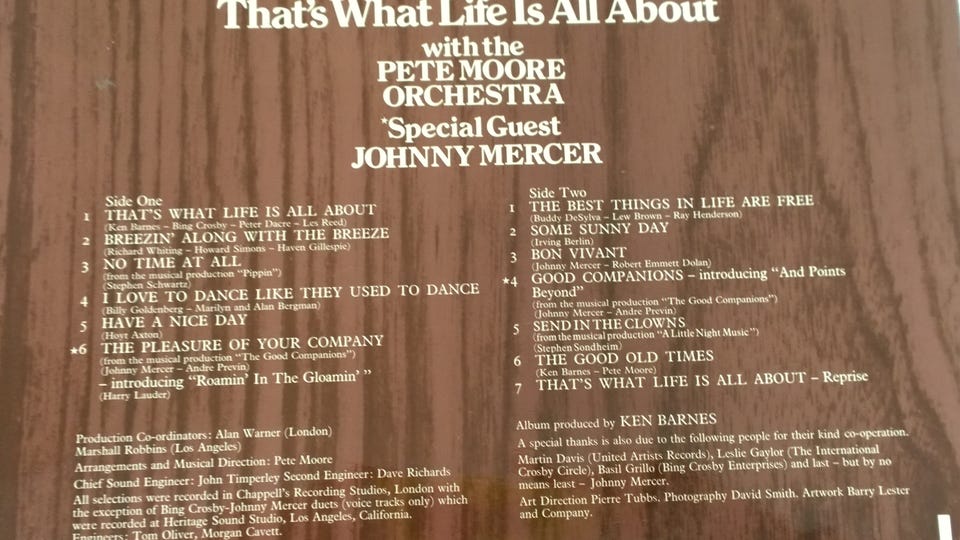 That's What Life Is All About
with the
PETE MOORE
ORCHESTRA
*Special Guest
JOHNNY MERCER
Side One
1 THAT'S WHAT LIFE IS ALL ABOUT
(Ken Barnes – Bing Crosby – Peter Dacre – Les Reed)
2 BREEZIN' ALONG WITH THE BREEZE
(Richard Whiting – Howard Simons – Haven Gillespie)
3 NO TIME AT ALL
(from the musical production "Pippin")
(Stephen Schwartz)
4 I LOVE TO DANCE LIKE THEY USED TO DANCE
(Billy Goldenberg – Marilyn and Alan Bergman)
5 HAVE A NICE DAY
(Hoyt Axton)
*6 THE PLEASURE OF YOUR COMPANY
(from the musical production "The Good Companions")
(Johnny Mercer – Andre Previn)
– introducing "Roamin' In The Gloamin' "
(Harry Lauder)
Side Two
1 THE BEST THINGS IN LIFE ARE FREE
(Buddy DeSylva – Lew Brown – Ray Henderson)
2 SOME SUNNY DAY
(Irving Berlin)
3 BON VIVANT
(Johnny Mercer – Robert Emmett Dolan)
*4 GOOD COMPANIONS – introducing "And Points
Beyond"
(from the musical production "The Good Companions")
(Johnny Mercer – Andre Previn)
5 SEND IN THE CLOWNS
(from the musical production "A Little Night Music")
(Stephen Sondheim)
6 THE GOOD OLD TIMES
(Ken Barnes – Pete Moore)
7 THAT'S WHAT LIFE IS ALL ABOUT – Reprise
Production Co-ordinators: Alan Warner (London)
Marshall Robbins (Los Angeles)
Arrangements and Musical Direction: Pete Moore
Chief Sound Engineer: John Timperley Second Engineer: Dave Richards
All selections were recorded in Chappell's Recording Studios, London with
the exception of Bing Crosby-Johnny Mercer duets (voice tracks only) which
were recorded at Heritage Sound Studio, Los Angeles, California.
Engineers: Tom Oliver, Morgan Cavett.
Album produced by KEN BARNES
A special thanks is also due to the following people for their kind co-operation.
Martin Davis (United Artists Records), Leslie Gaylor (The International
Crosby Circle), Basil Grillo (Bing Crosby Enterprises) and last – but by no
means least – Johnny Mercer.
Art Direction Pierre Tubbs. Photography David Smith. Artwork Barry Lester
and Company.